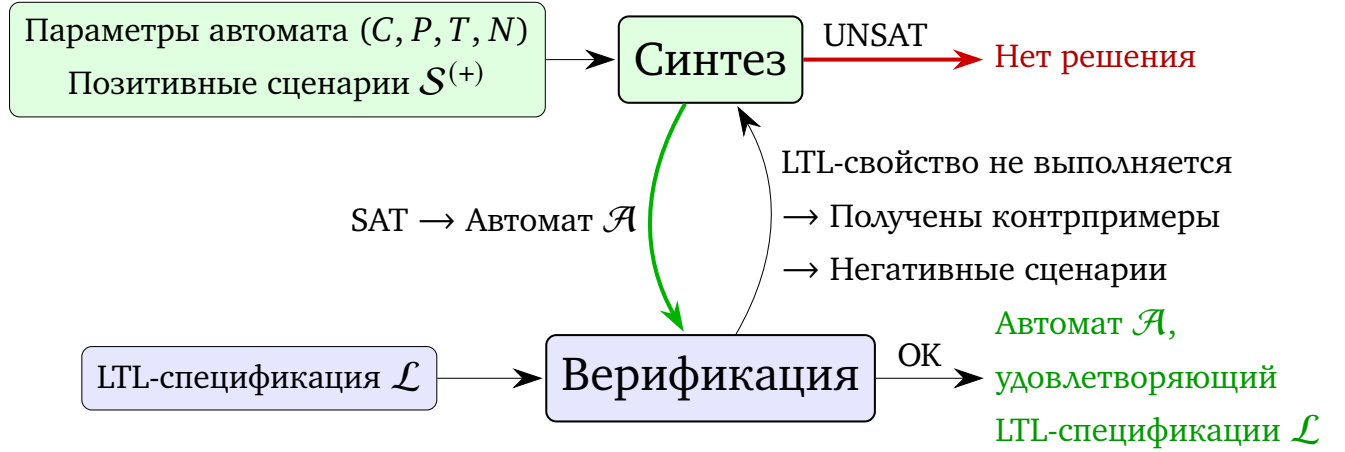 Параметры автомата (C, P, T, N)
Позитивные сценарии 𝒮⁽⁺⁾
Синтез
UNSAT
Нет решения
LTL-свойство не выполняется
→ Получены контрпримеры
→ Негативные сценарии
SAT → Автомат 𝒜
LTL-спецификация ℒ
Верификация
OK
Автомат 𝒜,
удовлетворяющий
LTL-спецификации ℒ